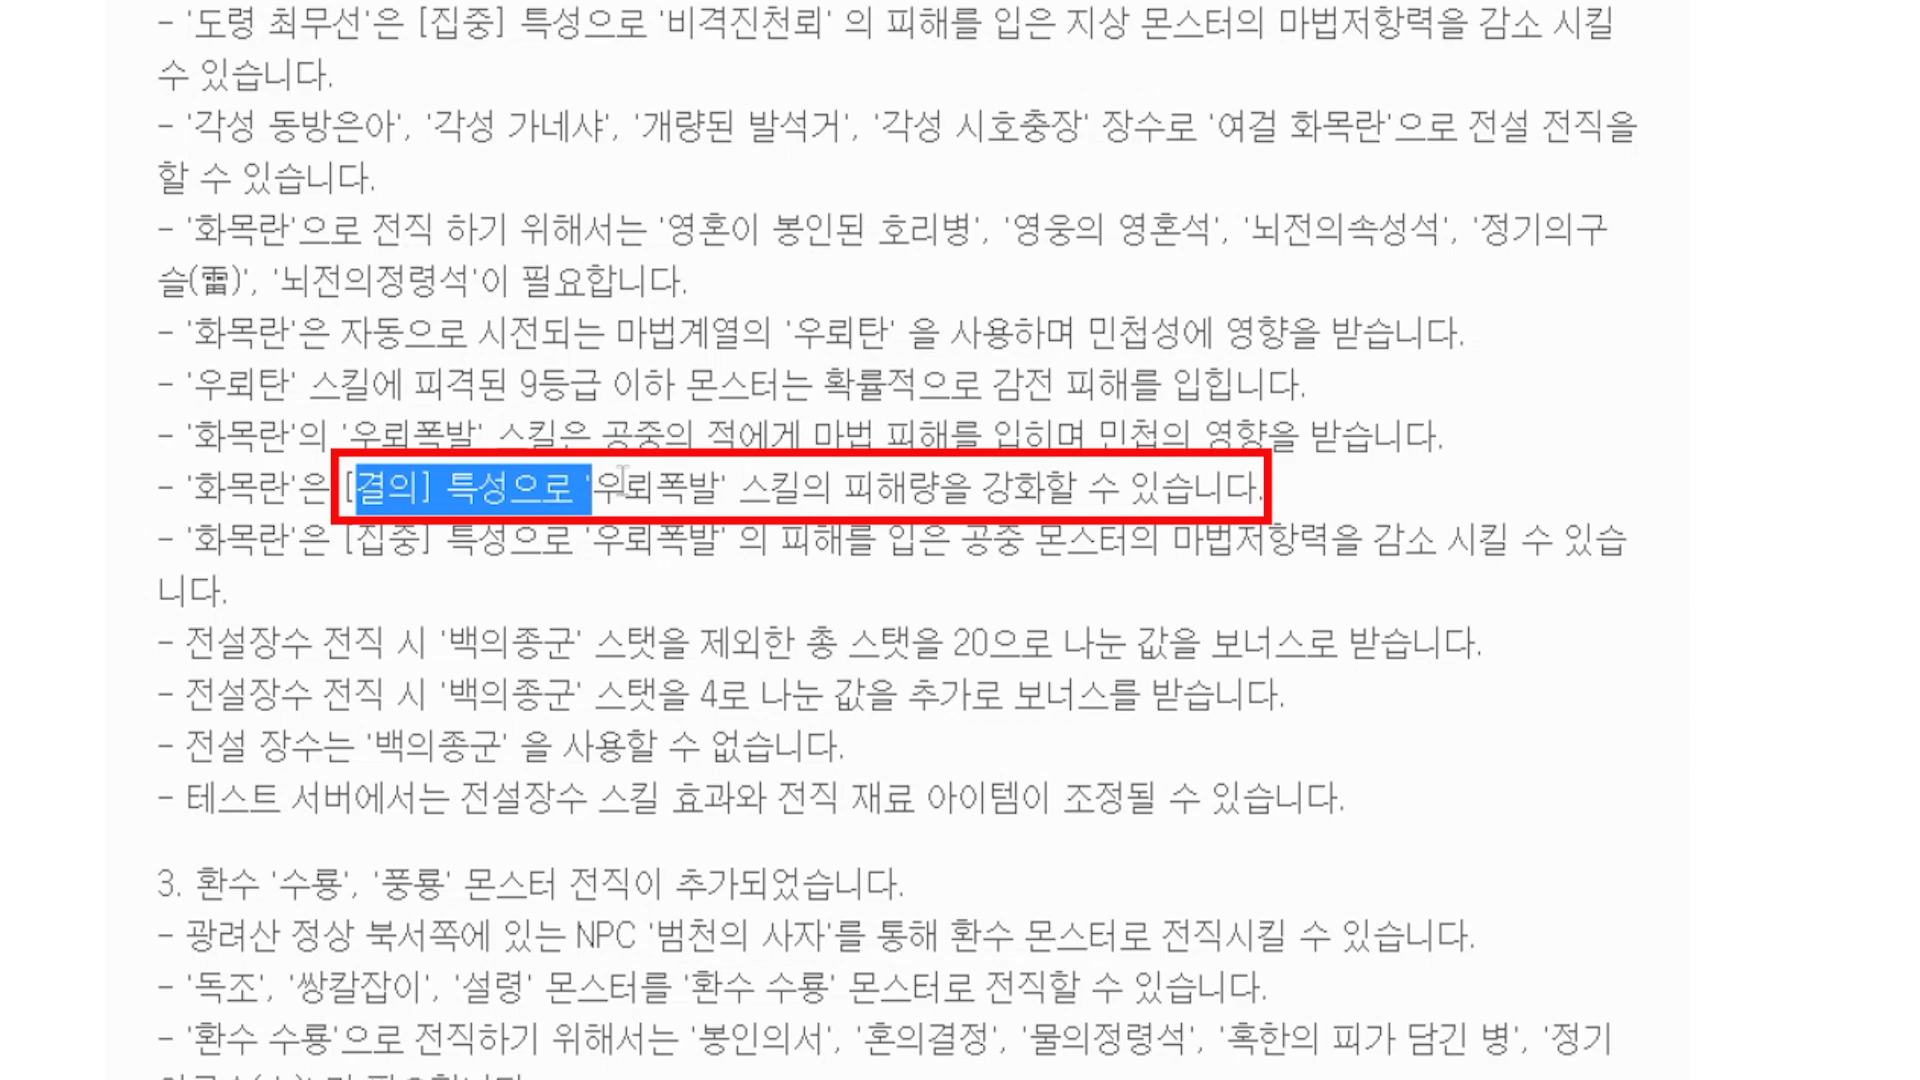 - '도령 최무선'은 [집중] 특성으로 '비격진천뢰' 의 피해를 입은 지상 몬스터의 마법저항력을 감소 시킬
수 있습니다.
- '각성 동방은아', '각성 가네샤', '개량된 발석거', '각성 시호충장' 장수로 '여걸 화목란'으로 전설 전직을
할 수 있습니다.
- '화목란'으로 전직 하기 위해서는 '영혼이 봉인된 호리병', '영웅의 영혼석', '뇌전의속성석', '정기의구
슬(雷)', '뇌전의정령석'이 필요합니다.
- '화목란'은 자동으로 시전되는 마법계열의 '우뢰탄' 을 사용하며 민첩성에 영향을 받습니다.
- '우뢰탄' 스킬에 피격된 9등급 이하 몬스터는 확률적으로 감전 피해를 입힙니다.
- '화목란'의 '우뢰폭발' 스킬은 공중의 적에게 마법 피해를 입히며 민첩의 영향을 받습니다.
- '화목란'은 [결의] 특성으로 '우뢰폭발' 스킬의 피해량을 강화할 수 있습니다.
- '화목란'은 [집중] 특성으로 '우뢰폭발' 의 피해를 입은 공중 몬스터의 마법저항력을 감소 시킬 수 있습
니다.
- 전설장수 전직 시 '백의종군' 스탯을 제외한 총 스탯을 20으로 나눈 값을 보너스로 받습니다.
- 전설장수 전직 시 '백의종군' 스탯을 4로 나눈 값을 추가로 보너스를 받습니다.
- 전설 장수는 '백의종군' 을 사용할 수 없습니다.
- 테스트 서버에서는 전설장수 스킬 효과와 전직 재료 아이템이 조정될 수 있습니다.
3. 환수 '수룡', '풍룡' 몬스터 전직이 추가되었습니다.
- 광려산 정상 북서쪽에 있는 NPC '범천의 사자'를 통해 환수 몬스터로 전직시킬 수 있습니다.
- '독조', '쌍칼잡이', '설령' 몬스터를 '환수 수룡' 몬스터로 전직할 수 있습니다.
- '환수 수룡'으로 전직하기 위해서는 '봉인의서', '혼의결정', '물의정령석', '혹한의 피가 담긴 병', '정기